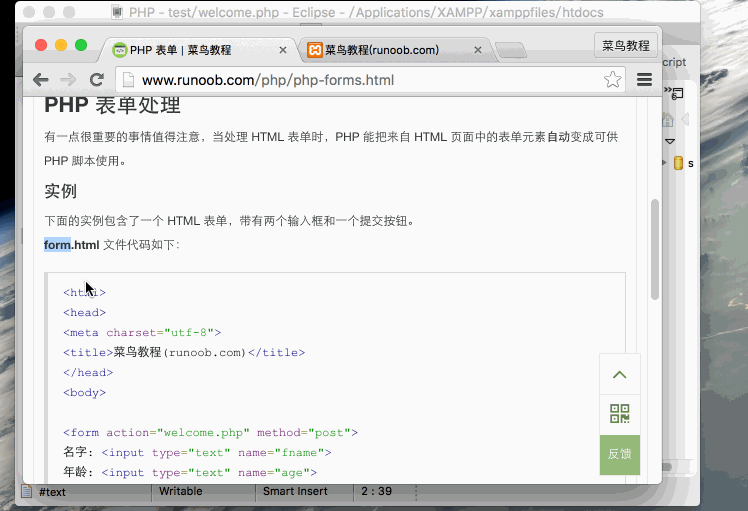 PHP - test/welcome.php - Eclipse - /Applications/XAMPP/xamppfiles/htdocs
PHP 表单 | 菜鸟教程
菜鸟教程(runoob.com)
菜鸟教程
www.runoob.com/php/php-forms.html
cript
PHP 表单处理
有一点很重要的事情值得注意，当处理 HTML 表单时，PHP 能把来自 HTML 页面中的表单元素自动变成可供
PHP 脚本使用。
实例
下面的实例包含了一个 HTML 表单，带有两个输入框和一个提交按钮。
form.html 文件代码如下:
<html>
<head>
<meta charset="utf-8">
<title>菜鸟教程(runoob.com)</title>
</head>
<body>
<form action="welcome.php" method="post">
名字: <input type="text" name="fname">
年龄: <input type="text" name="age">
反馈
s
#text
Writable
Smart Insert
2 : 39